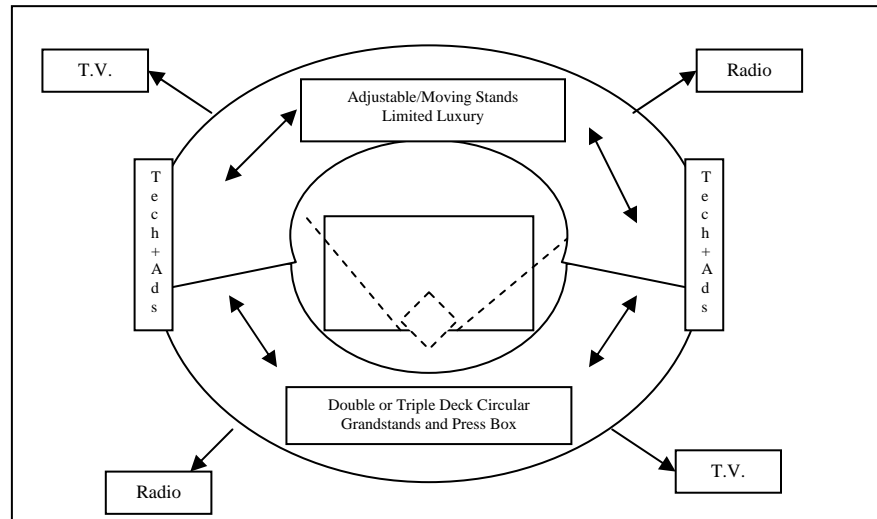 T.V.
Radio
Adjustable/Moving Stands
Limited Luxury
T
e
c
h
+
A
d
s
T
e
c
h
+
A
d
s
Double or Triple Deck Circular
Grandstands and Press Box
Radio
T.V.